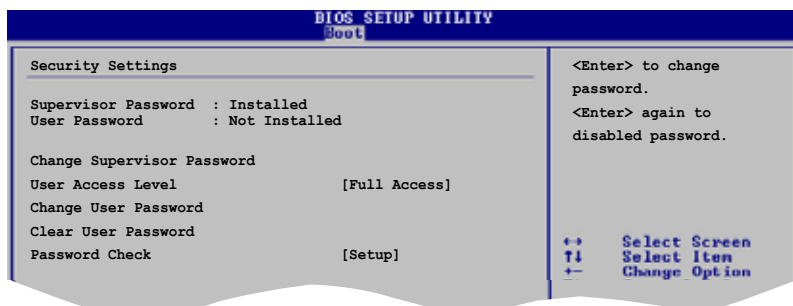 BIOS SETUP UTILITY
Boot
Security Settings
Supervisor Password : Installed
User Password : Not Installed
Change Supervisor Password
User Access Level [Full Access]
Change User Password
Clear User Password
Password Check [Setup]
<Enter> to change
password.
<Enter> again to
disabled password.
←→ Select Screen
↑↓ Select Item
+- Change Option